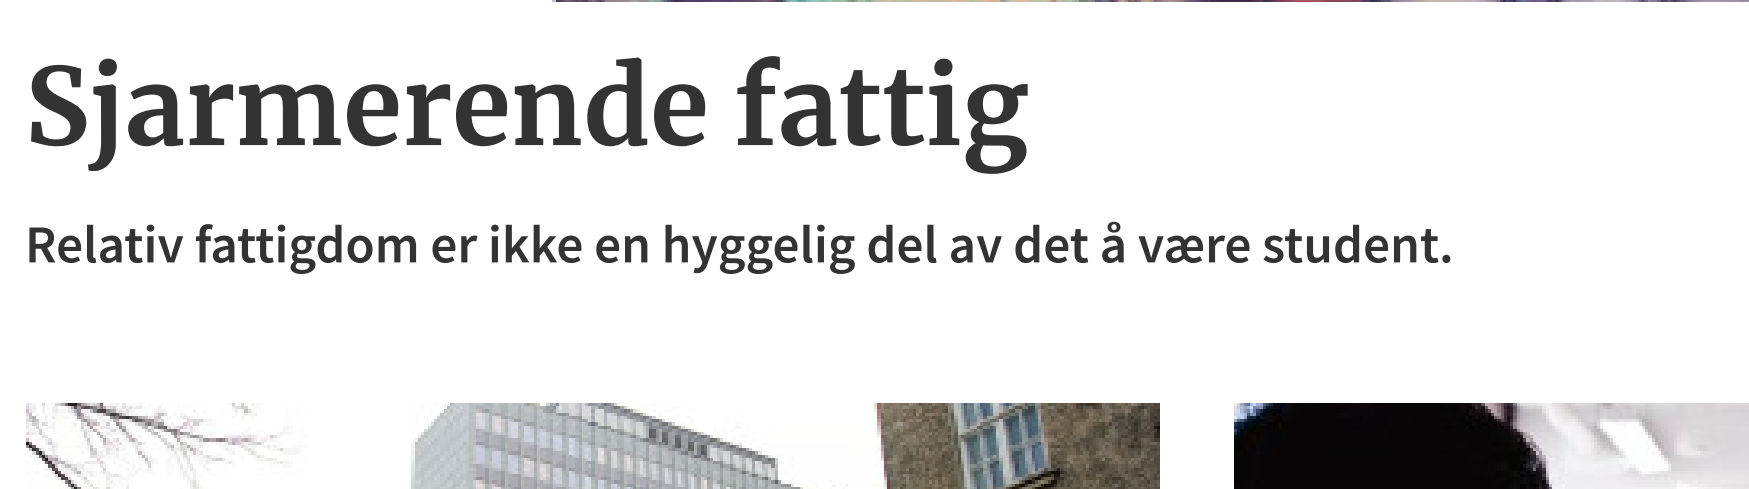 Sjarmerende fattig
Relativ fattigdom er ikke en hyggelig del av det å være student.